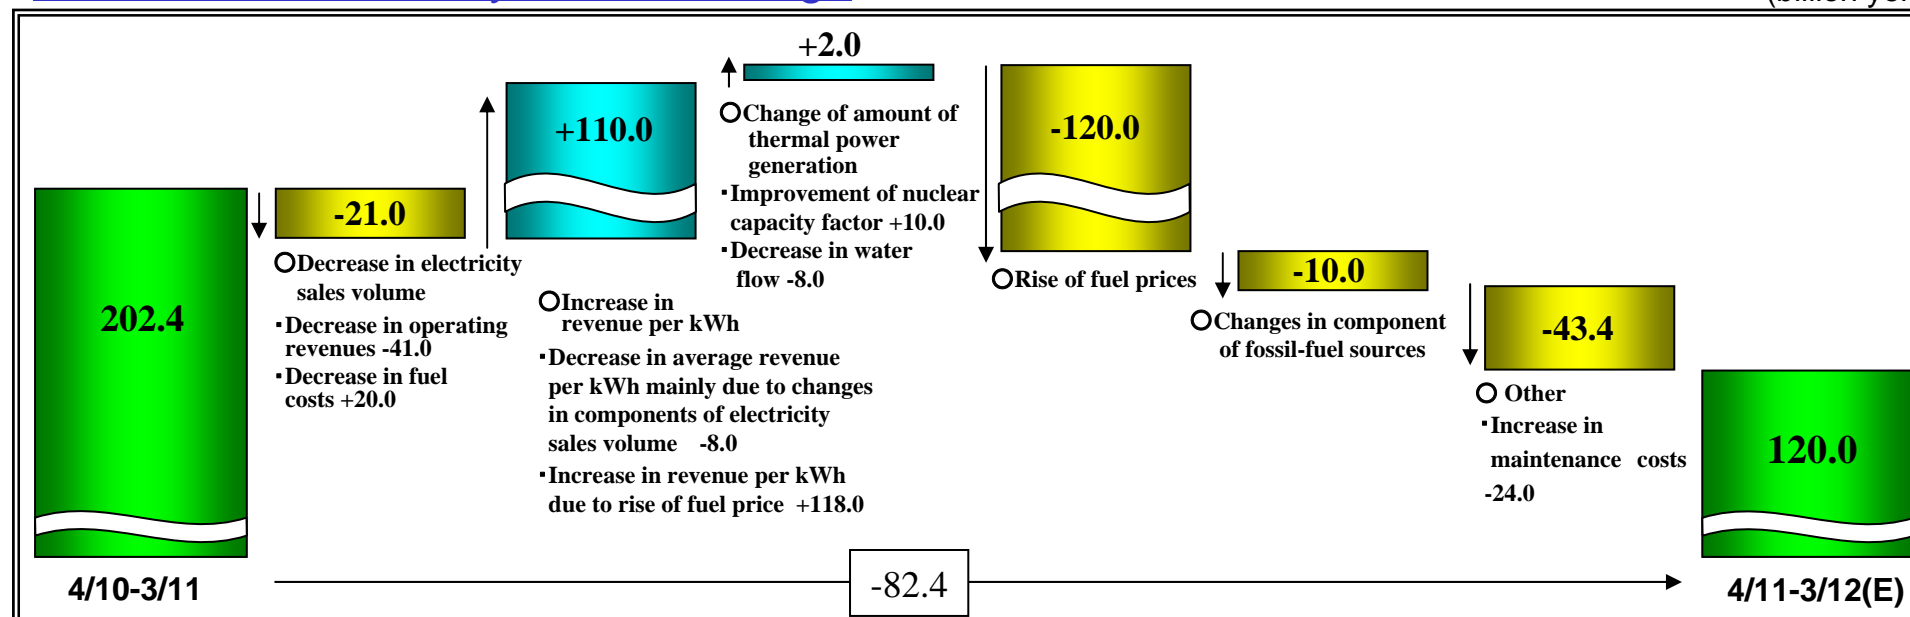 (billion yen
202.4
4/10-3/11
-21.0
○Decrease in electricity
sales volume
・Decrease in operating
revenues -41.0
・Decrease in fuel
costs +20.0
+110.0
○Increase in
revenue per kWh
・Decrease in average revenue
per kWh mainly due to changes
in components of electricity
sales volume -8.0
・Increase in revenue per kWh
due to rise of fuel price +118.0
+2.0
○Change of amount of
thermal power
generation
・Improvement of nuclear
capacity factor +10.0
・Decrease in water
flow -8.0
-120.0
○Rise of fuel prices
-10.0
○Changes in component
of fossil-fuel sources
-43.4
○ Other
・Increase in
maintenance costs
-24.0
120.0
4/11-3/12(E)
-82.4